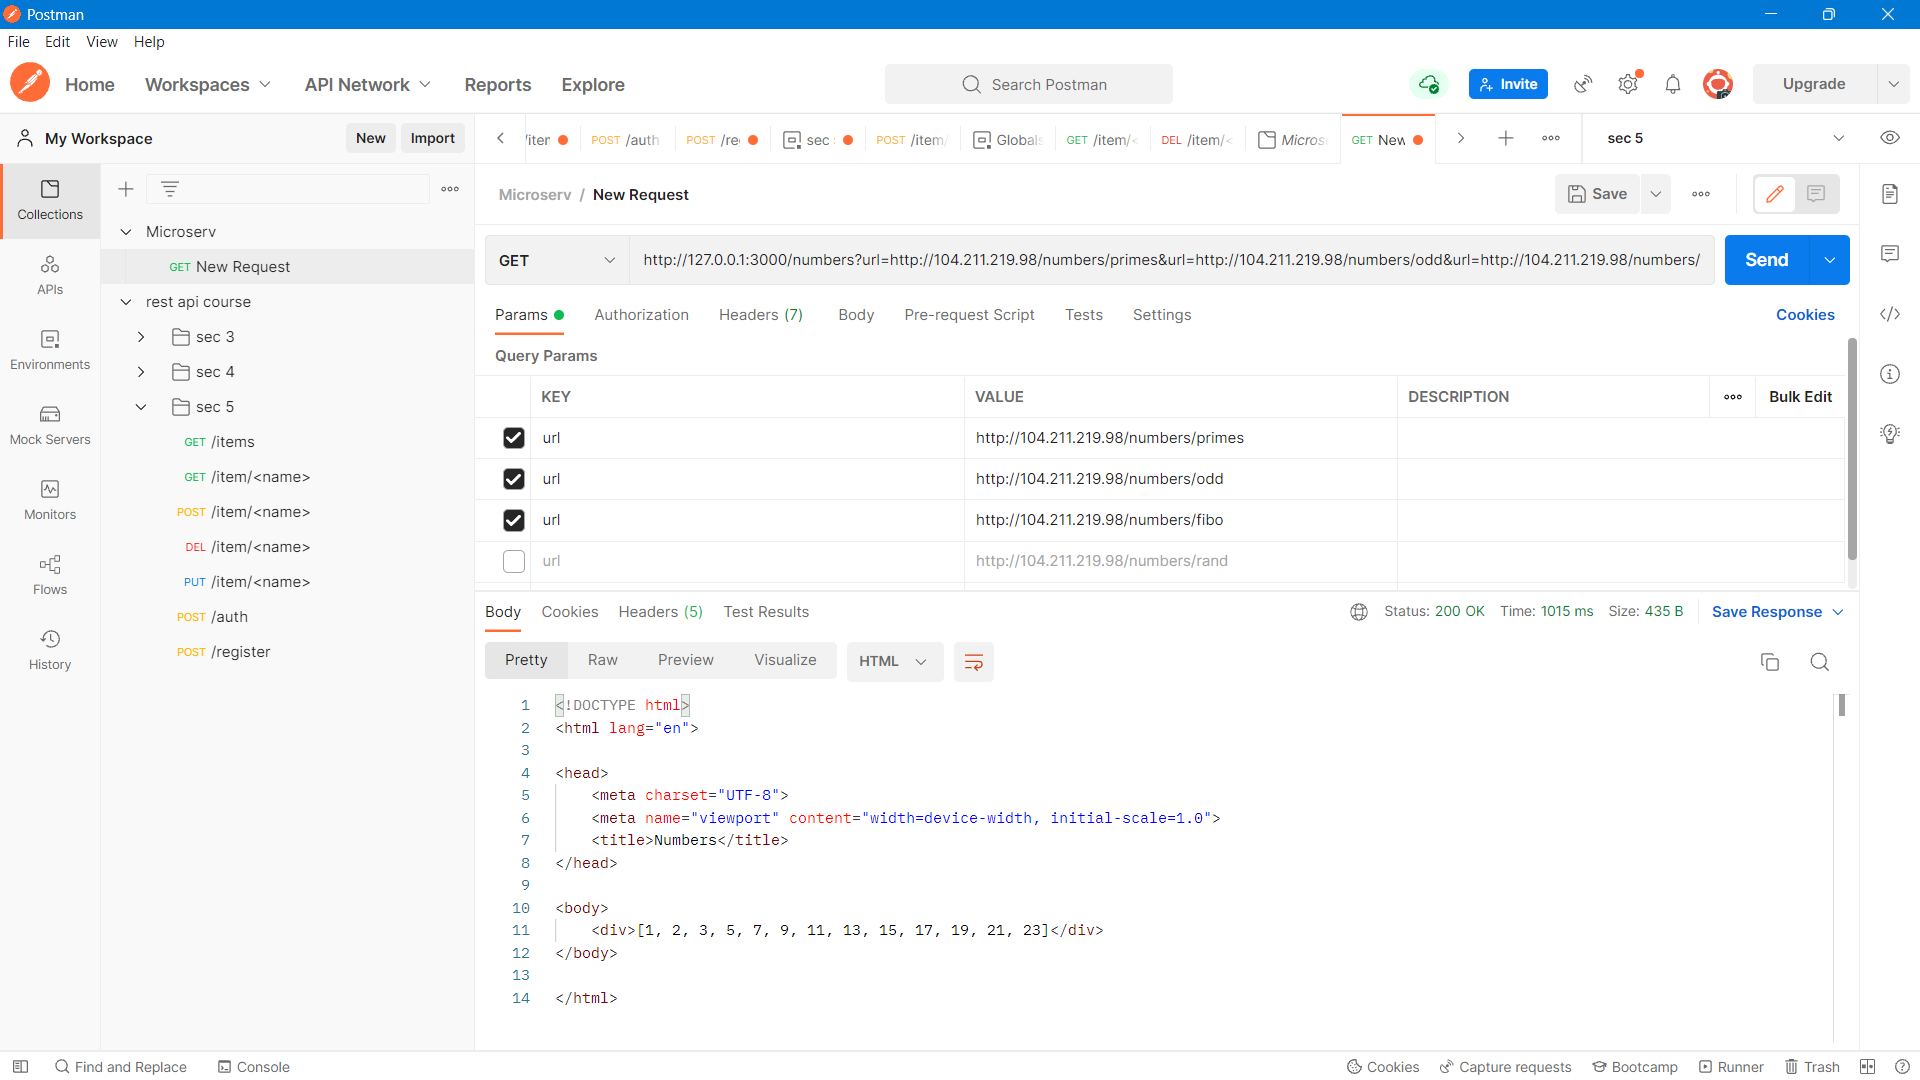 Postman
File Edit View Help
Home Workspaces API Network Reports Explore Search Postman Invite Upgrade
My Workspace New Import
POST /auth POST /re sec POST /item/ Globals GET /item/< DEL /item/< Micros GET New sec 5
Microserv / New Request Save
GET http://127.0.0.1:3000/numbers?url=http://104.211.219.98/numbers/primes&url=http://104.211.219.98/numbers/odd&url=http://104.211.219.98/numbers/ Send
Params Authorization Headers (7) Body Pre-request Script Tests Settings Cookies
Query Params
KEY VALUE DESCRIPTION Bulk Edit
url http://104.211.219.98/numbers/primes
url http://104.211.219.98/numbers/odd
url http://104.211.219.98/numbers/fibo
url http://104.211.219.98/numbers/rand
Collections
APIs
Environments
Mock Servers
Monitors
Flows
History
Microserv
GET New Request
rest api course
sec 3
sec 4
sec 5
GET /items
GET /item/<name>
POST /item/<name>
DEL /item/<name>
PUT /item/<name>
POST /auth
POST /register
Body Cookies Headers (5) Test Results Status: 200 OK Time: 1015 ms Size: 435 B Save Response
Pretty Raw Preview Visualize HTML
1 <!DOCTYPE html>
2 <html lang="en">
3
4 <head>
5 <meta charset="UTF-8">
6 <meta name="viewport" content="width=device-width, initial-scale=1.0">
7 <title>Numbers</title>
8 </head>
9
10 <body>
11 <div>[1, 2, 3, 5, 7, 9, 11, 13, 15, 17, 19, 21, 23]</div>
12 </body>
13
14 </html>
Find and Replace Console Cookies Capture requests Bootcamp Runner Trash